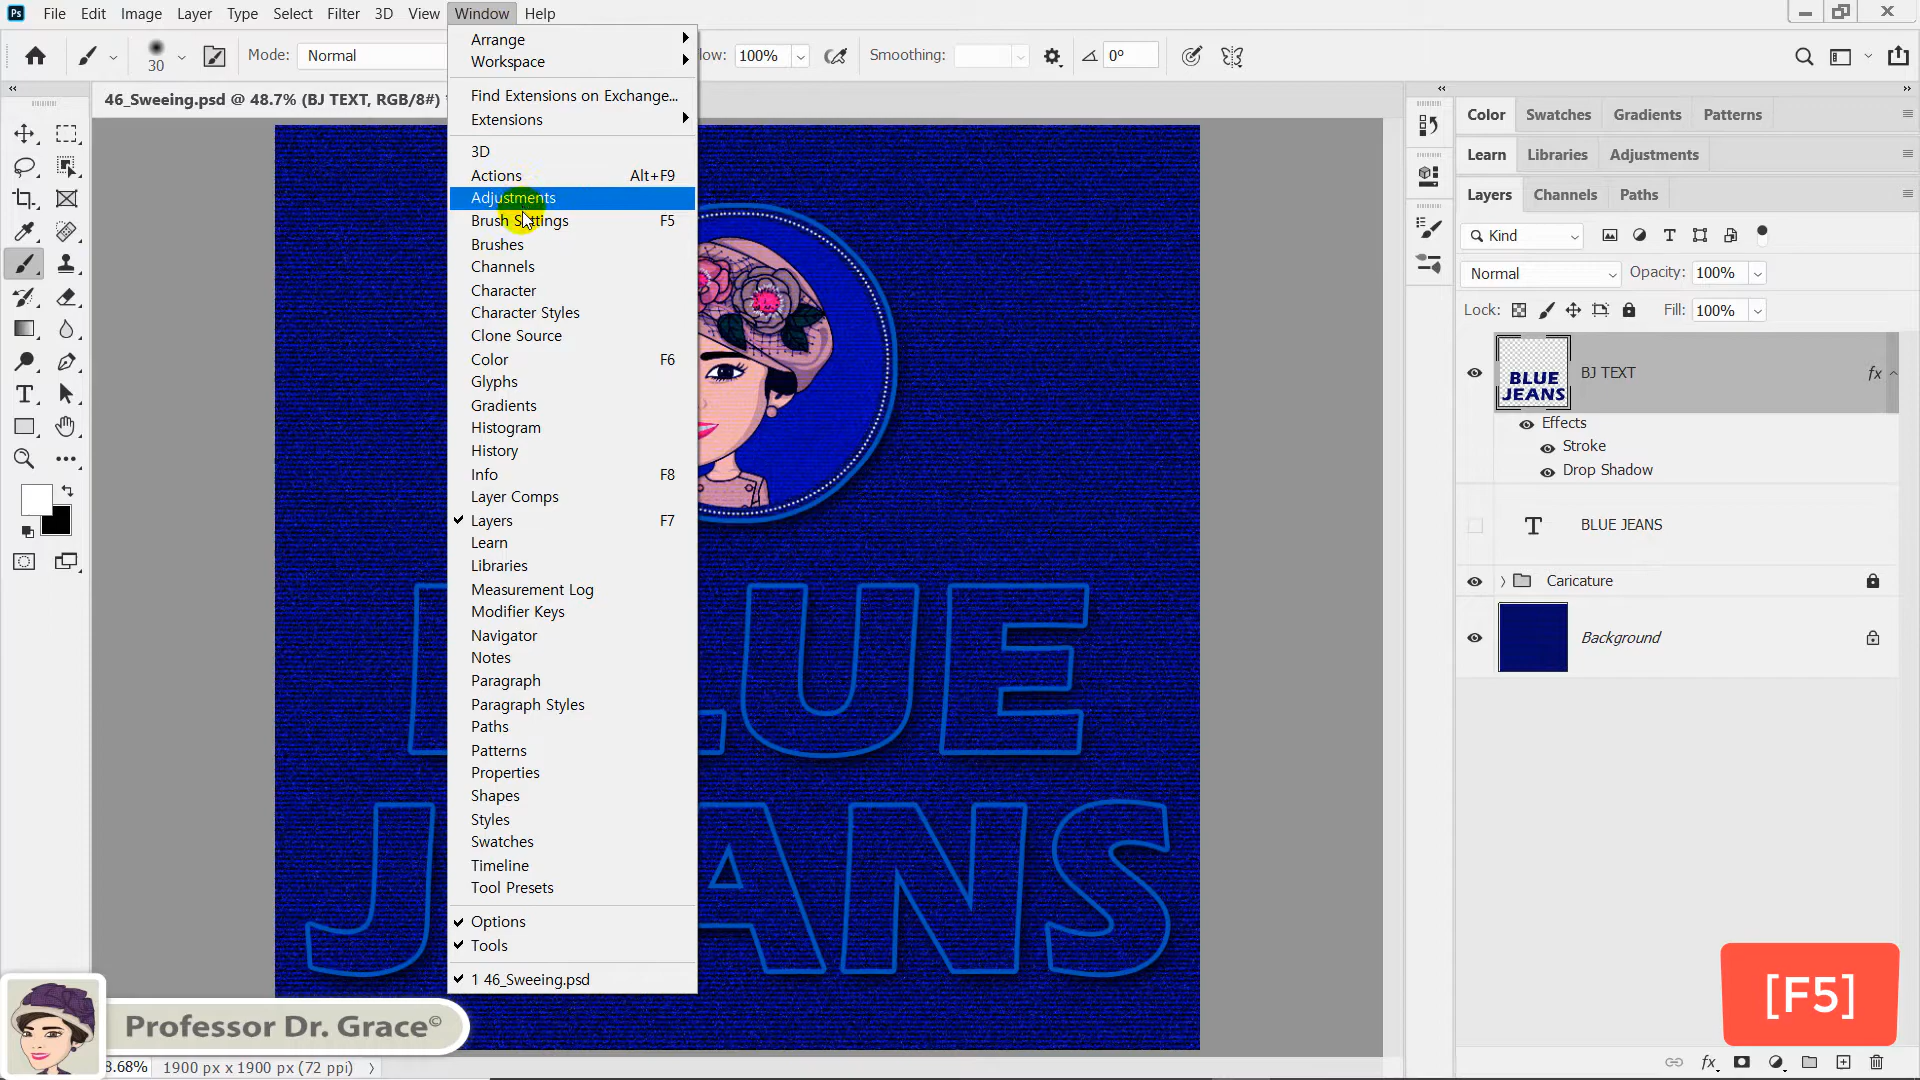 Ps File Edit Image Layer Type Select Filter 3D View Window Help
30 Mode: Normal low: 100% Smoothing: 0°
46_Sweeing.psd @ 48.7% (BJ TEXT, RGB/8#)
Arrange
Workspace
Find Extensions on Exchange...
Extensions
3D
Actions Alt+F9
Adjustments
Brush Settings F5
Brushes
Channels
Character
Character Styles
Clone Source
Color F6
Glyphs
Gradients
Histogram
History
Info F8
Layer Comps
Layers F7
Learn
Libraries
Measurement Log
Modifier Keys
Navigator
Notes
Paragraph
Paragraph Styles
Paths
Patterns
Properties
Shapes
Styles
Swatches
Timeline
Tool Presets
Options
Tools
1 46_Sweeing.psd
LUE
JEANS
Color Swatches Gradients Patterns
Learn Libraries Adjustments
Layers Channels Paths
Kind
Normal Opacity: 100%
Lock: Fill: 100%
BLUE
JEANS
BJ TEXT fx
Effects
Stroke
Drop Shadow
T BLUE JEANS
Caricature
Background
[F5]
Professor Dr. Grace©
8.68% 1900 px x 1900 px (72 ppi)
fx